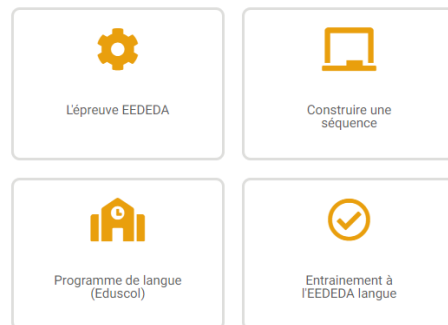 L'épreuve EEDEDA
Construire une
séquence
Programme de langue
(Eduscol)
Entrainement à
l'EEDEDA langue